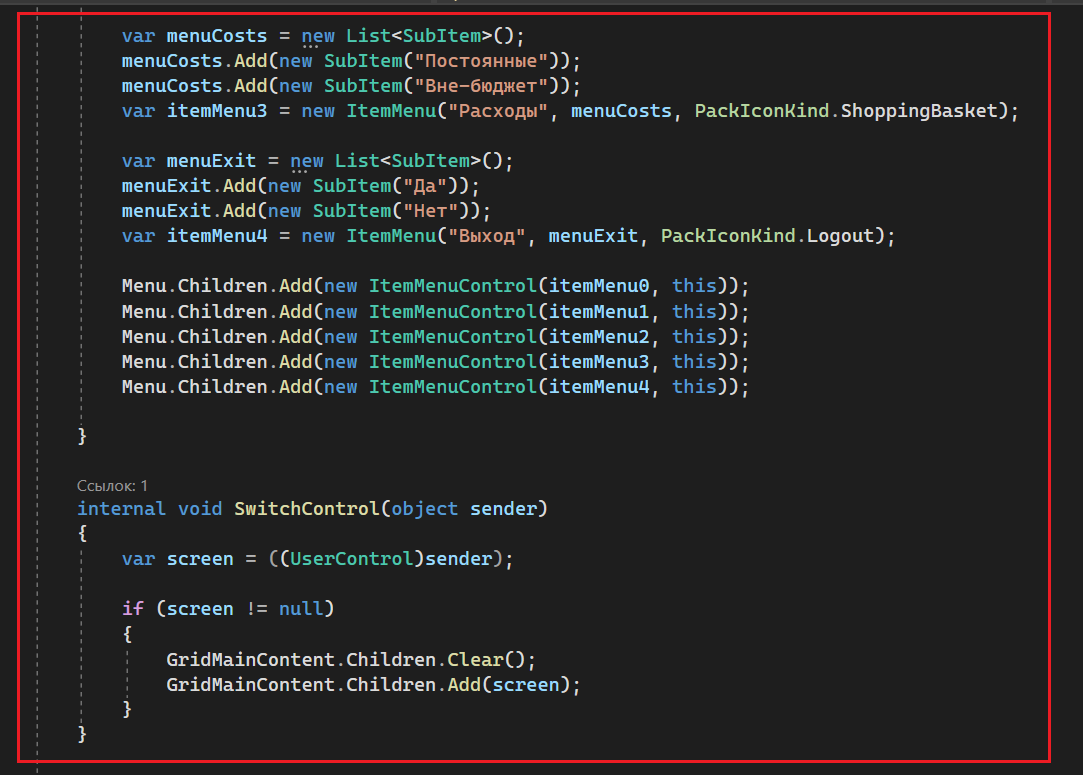 var menuCosts = new List<SubItem>();
menuCosts.Add(new SubItem("Постоянные"));
menuCosts.Add(new SubItem("Вне-бюджет"));
var itemMenu3 = new ItemMenu("Расходы", menuCosts, PackIconKind.ShoppingBasket);
var menuExit = new List<SubItem>();
menuExit.Add(new SubItem("Да"));
menuExit.Add(new SubItem("Нет"));
var itemMenu4 = new ItemMenu("Выход", menuExit, PackIconKind.Logout);
Menu.Children.Add(new ItemMenuControl(itemMenu0, this));
Menu.Children.Add(new ItemMenuControl(itemMenu1, this));
Menu.Children.Add(new ItemMenuControl(itemMenu2, this));
Menu.Children.Add(new ItemMenuControl(itemMenu3, this));
Menu.Children.Add(new ItemMenuControl(itemMenu4, this));
}
Ссылок: 1
internal void SwitchControl(object sender)
{
var screen = ((UserControl)sender);
if (screen != null)
{
GridMainContent.Children.Clear();
GridMainContent.Children.Add(screen);
}
}